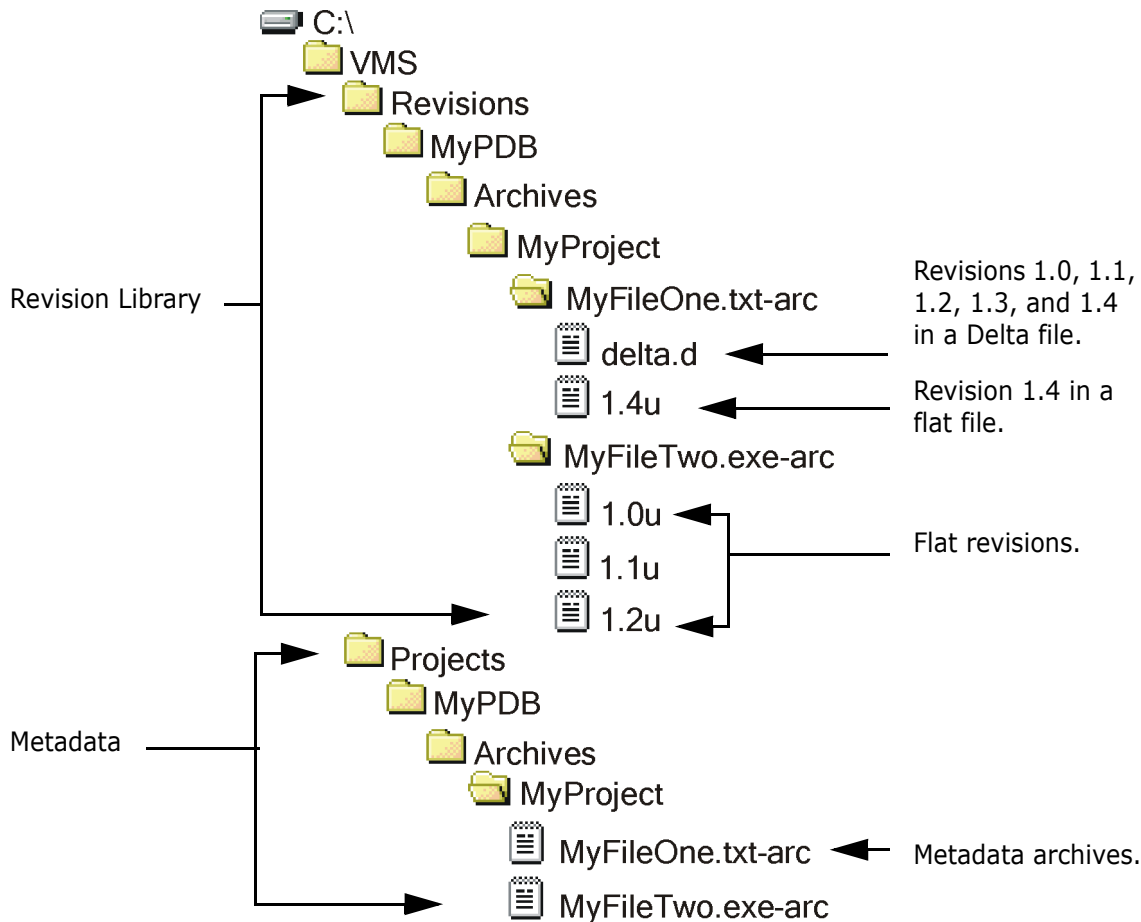 C:\
VMS
Revisions
MyPDB
Archives
MyProject
MyFileOne.txt-arc
delta.d
1.4u
MyFileTwo.exe-arc
1.0u
1.1u
1.2u
Projects
MyPDB
Archives
MyProject
MyFileOne.txt-arc
MyFileTwo.exe-arc
Revision Library
Metadata
Revisions 1.0, 1.1,
1.2, 1.3, and 1.4
in a Delta file.
Revision 1.4 in a
flat file.
Flat revisions.
Metadata archives.